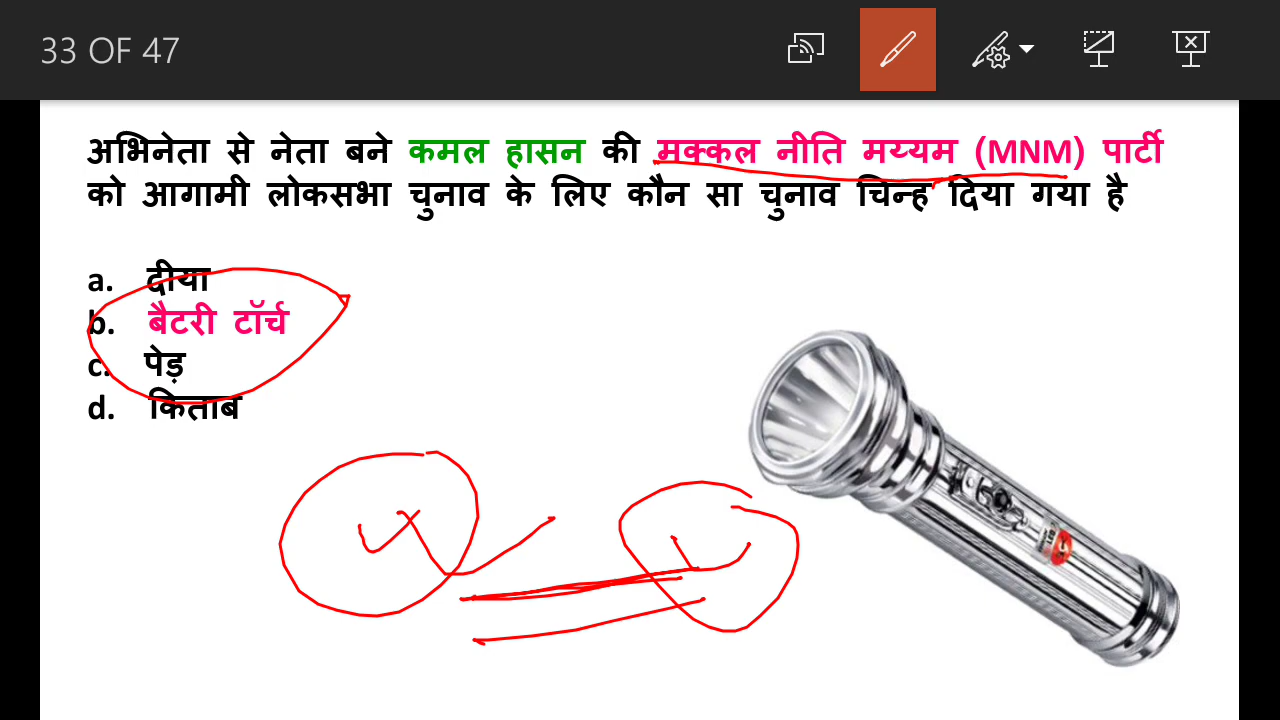 33 OF 47
अभिनेता से नेता बने कमल हासन की मक्कल नीति मय्यम (MNM) पार्टी
को आगामी लोकसभा चुनाव के लिए कौन सा चुनाव चिन्ह दिया गया है
a. दीया
b. बैटरी टॉर्च
c. पेड़
d. किताब